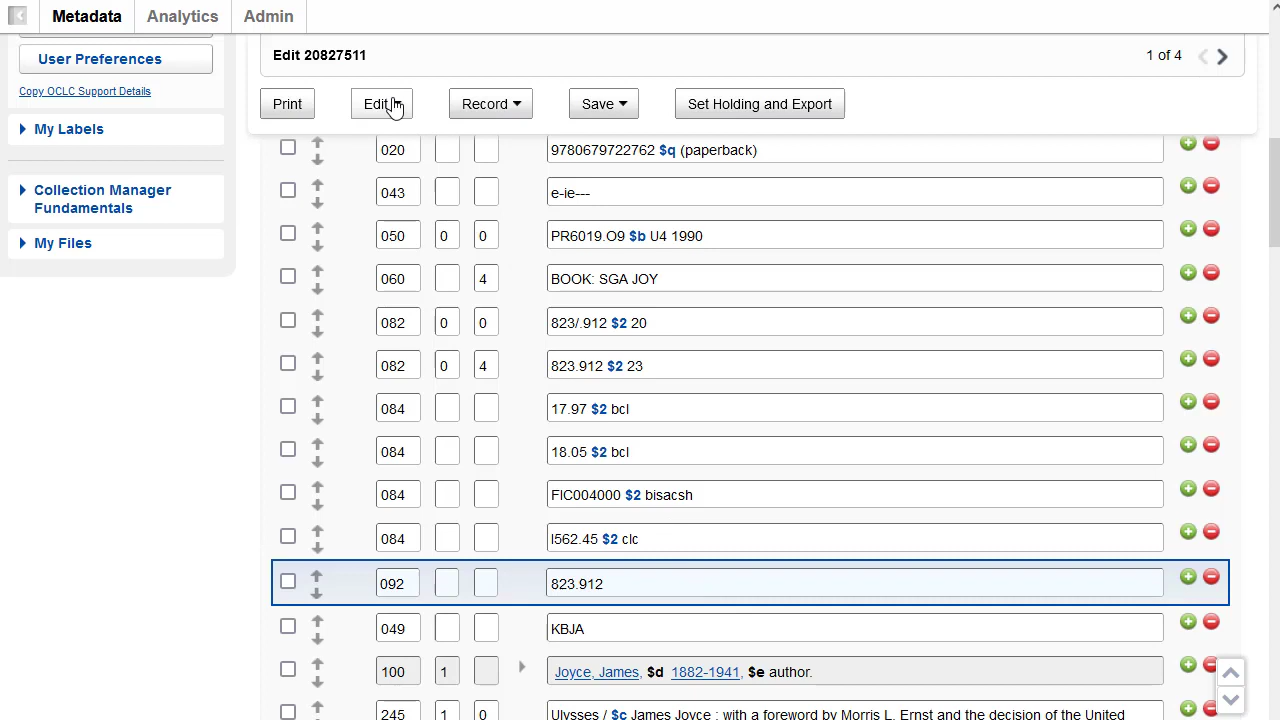 Metadata Analytics Admin
User Preferences
Copy OCLC Support Details
My Labels
Collection Manager
Fundamentals
My Files
Edit 20827511
1 of 4
Print Edit Record Save Set Holding and Export
020 9780679722762 $q (paperback)
043 e-ie---
050 0 0 PR6019.O9 $b U4 1990
060 4 BOOK: SGA JOY
082 0 0 823/.912 $2 20
082 0 4 823.912 $2 23
084 17.97 $2 bcl
084 18.05 $2 bcl
084 FIC004000 $2 bisacsh
084 I562.45 $2 clc
092 823.912
049 KBJA
100 1 Joyce, James, $d 1882-1941, $e author.
245 1 0 Ulysses / $c James Joyce ; with a foreword by Morris L. Ernst and the decision of the United